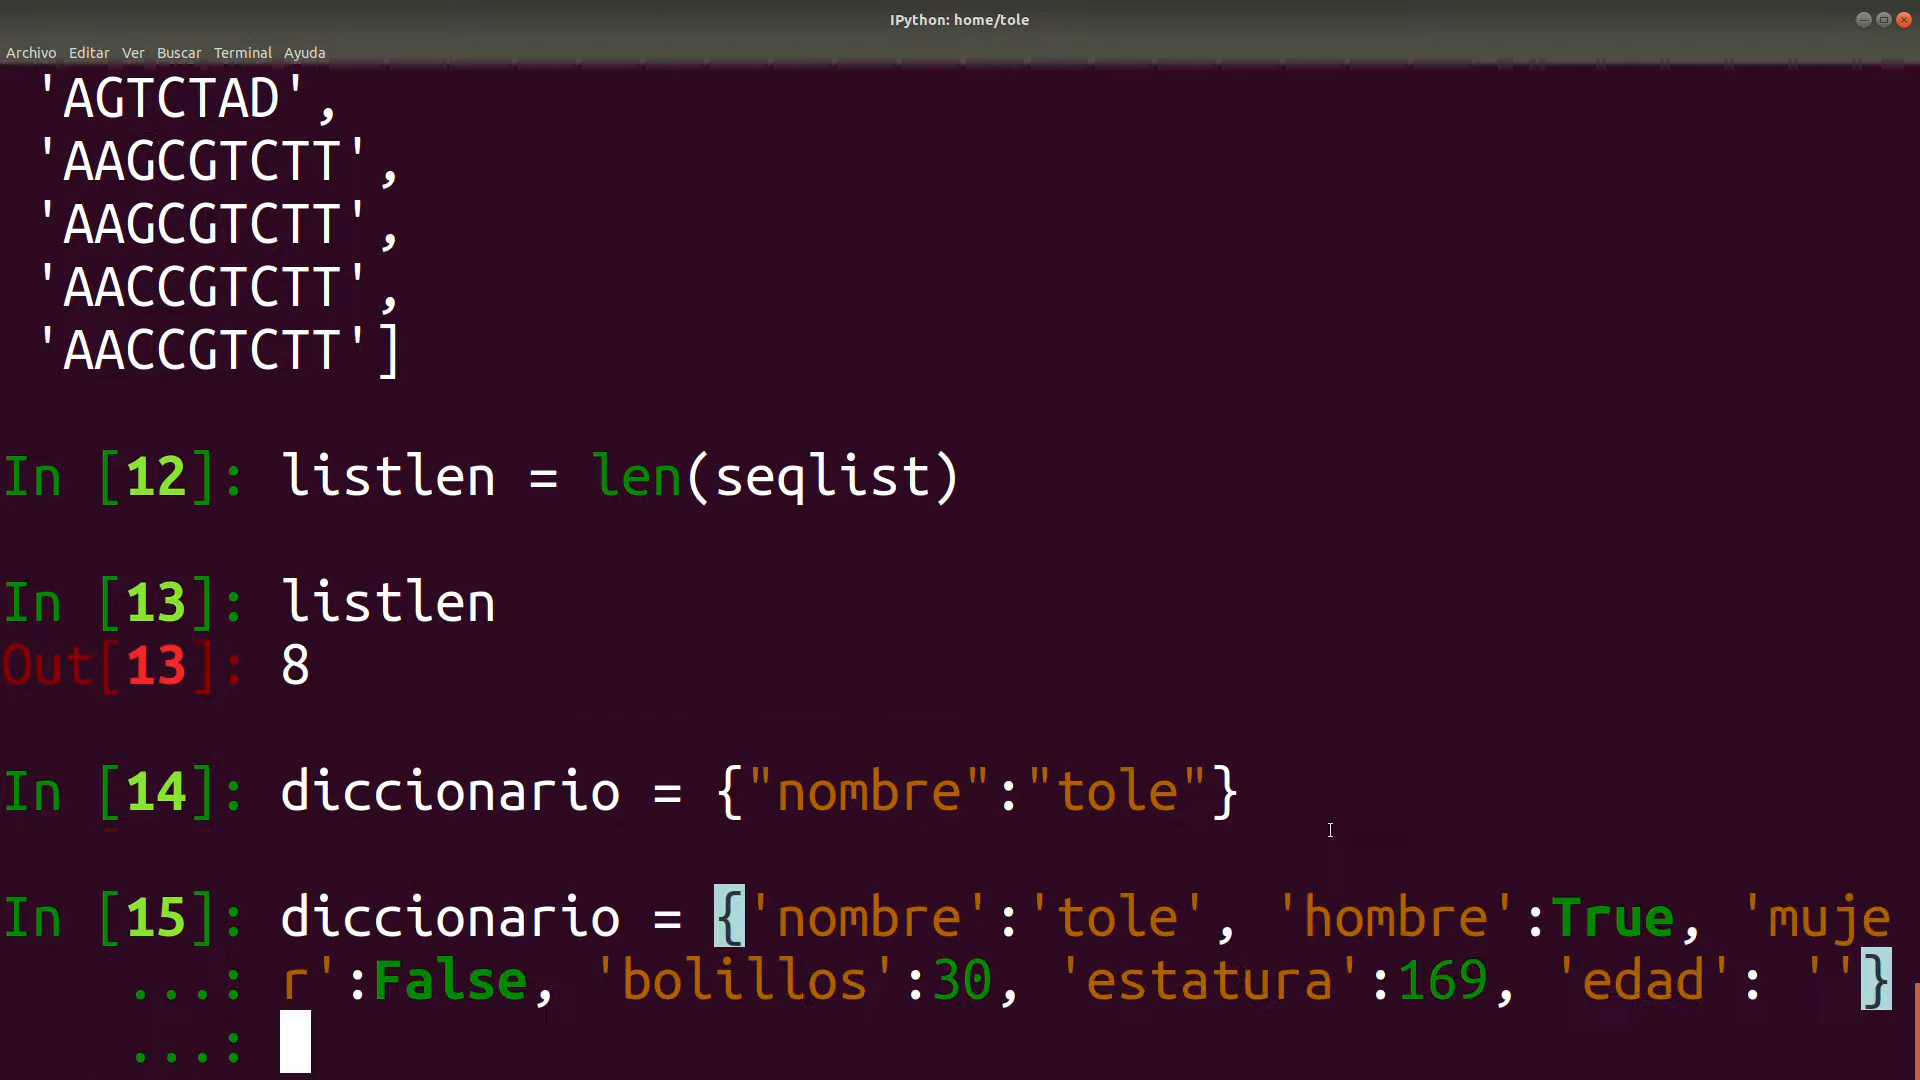 IPython: home/tole
Archivo Editar Ver Buscar Terminal Ayuda
'AGTCTAD',
'AAGCGTCTT',
'AAGCGTCTT',
'AACCGTCTT',
'AACCGTCTT']
In [12]: listlen = len(seqlist)
In [13]: listlen
Out[13]: 8
In [14]: diccionario = {"nombre":"tole"}
In [15]: diccionario = {'nombre':'tole', 'hombre':True, 'muje
...: r':False, 'bolillos':30, 'estatura':169, 'edad': ''}
...: